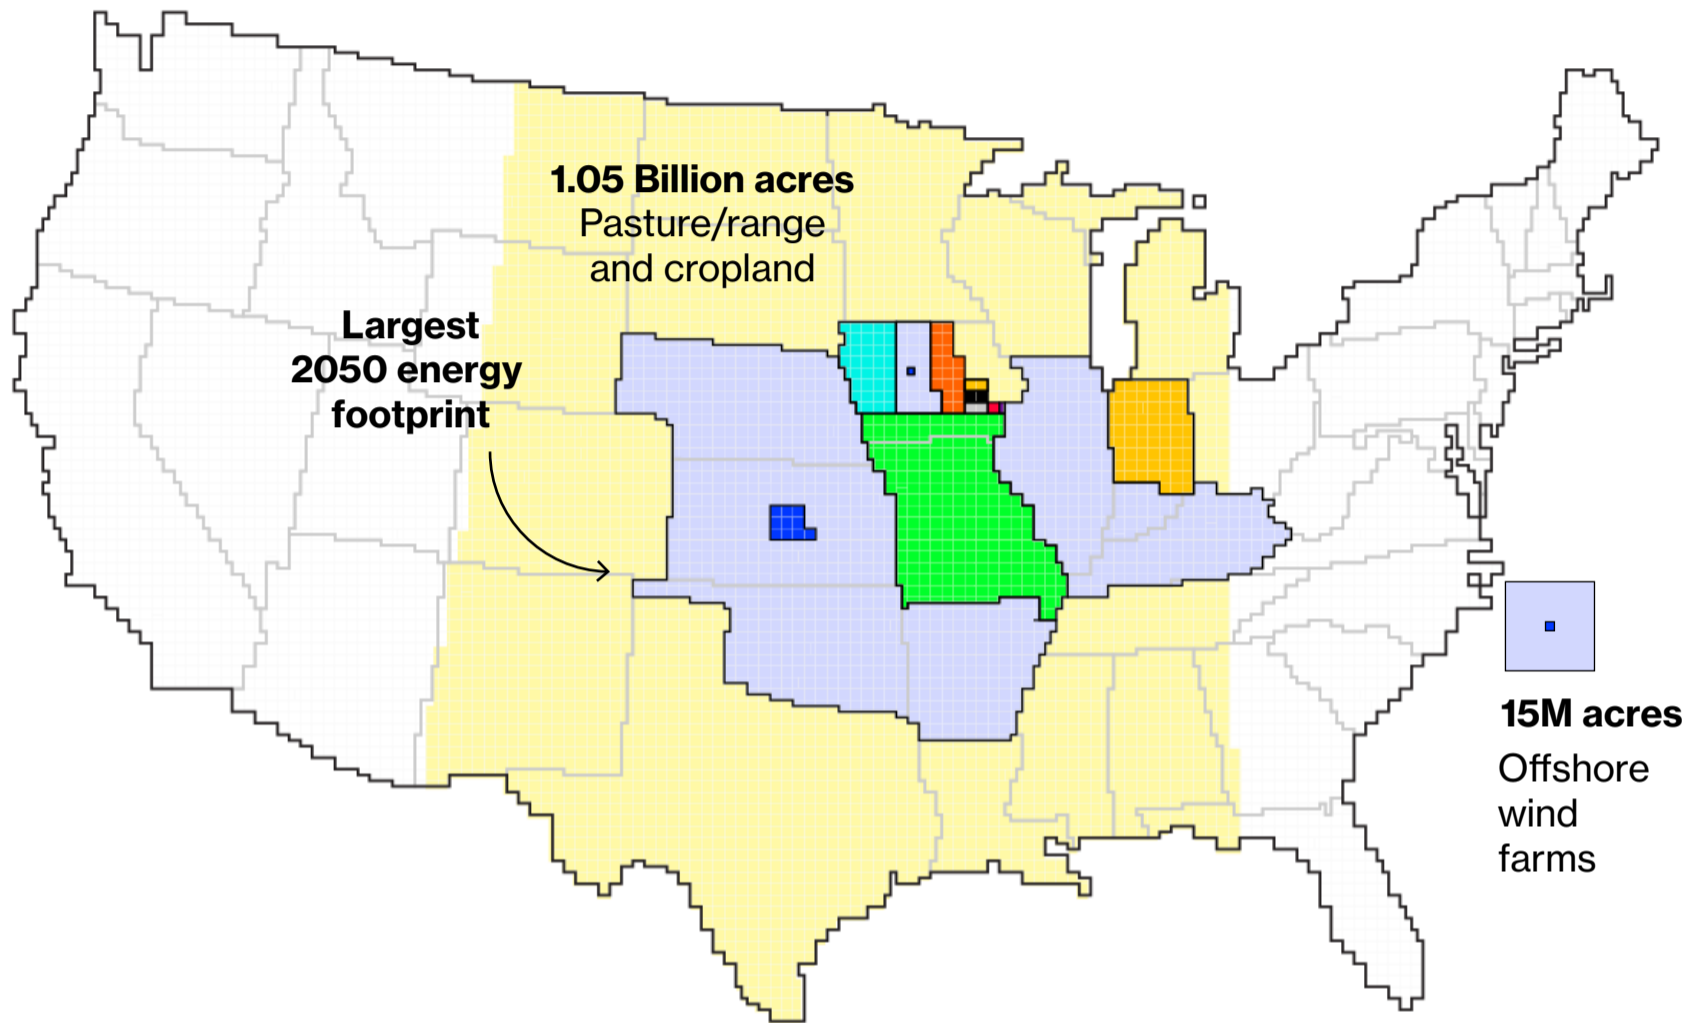 1.05 Billion acres
Pasture/range
and cropland
Largest
2050 energy
footprint
15M acres
Offshore
wind
farms